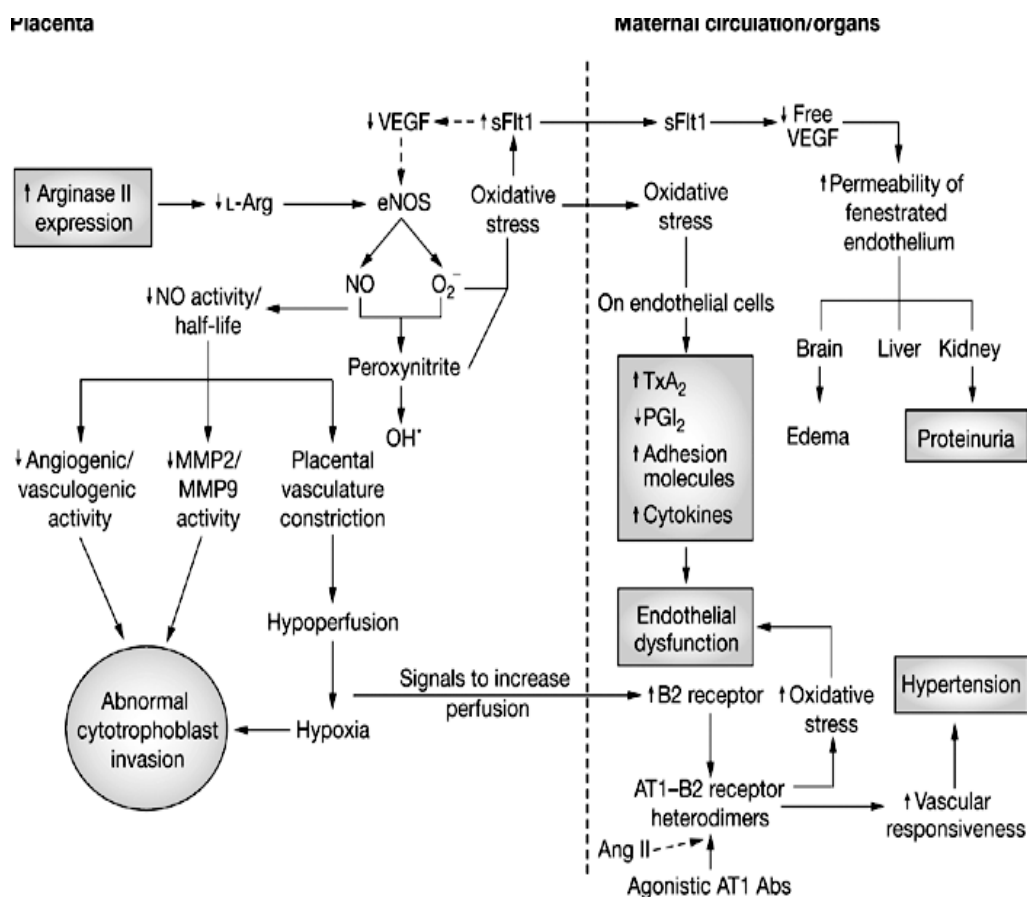 Placenta
Maternal circulation/organs
↓VEGF
↑sFlt1
sFlt1
↓Free
VEGF
↑Arginase II
expression
↓L-Arg
eNOS
Oxidative
stress
Oxidative
stress
↑Permeability of
fenestrated
endothelium
NO
O₂⁻
↓NO activity/
half-life
On endothelial cells
Peroxynitrite
Brain
Liver
Kidney
OH•
↑TxA₂
↓PGI₂
↑Adhesion
molecules
↑Cytokines
Edema
Proteinuria
↓Angiogenic/
vasculogenic
activity
↓MMP2/
MMP9
activity
Placental
vasculature
constriction
Hypoperfusion
Endothelial
dysfunction
Abnormal
cytotrophoblast
invasion
Hypoxia
Signals to increase
perfusion
↑B2 receptor
↑Oxidative
stress
Hypertension
AT1–B2 receptor
heterodimers
↑Vascular
responsiveness
Ang II
Agonistic AT1 Abs